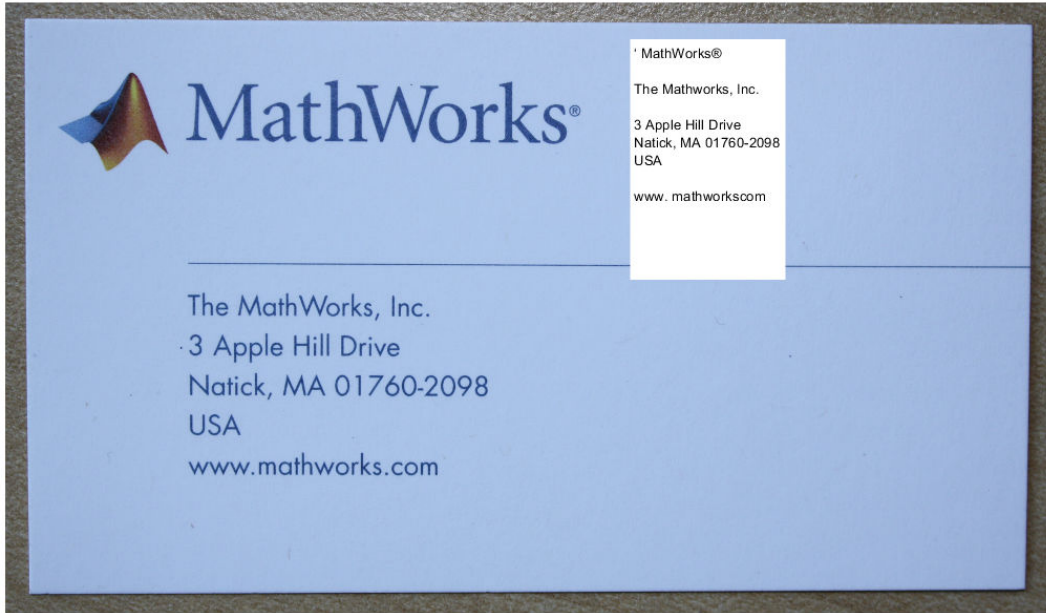 MathWorks®
The MathWorks, Inc.
3 Apple Hill Drive
Natick, MA 01760-2098
USA
www.mathworks.com
‘ MathWorks®
The Mathworks, Inc.
3 Apple Hill Drive
Natick, MA 01760-2098
USA
www. mathworkscom